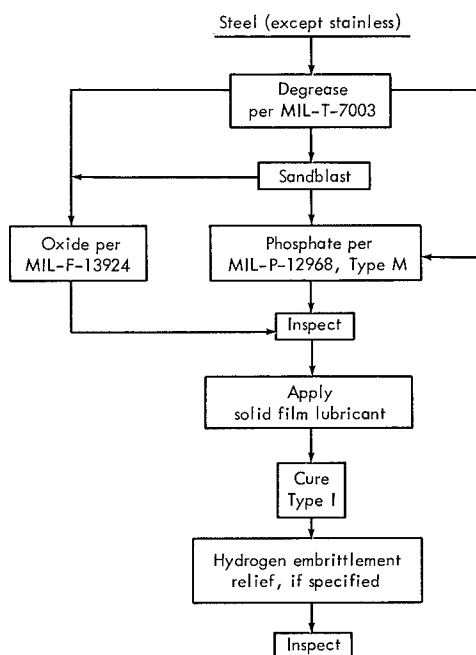 Steel (except stainless)
Degrease
per MIL-T-7003
Sandblast
Oxide per
MIL-F-13924
Phosphate per
MIL-P-12968, Type M
Inspect
Apply
solid film lubricant
Cure
Type I
Hydrogen embrittlement
relief, if specified
Inspect